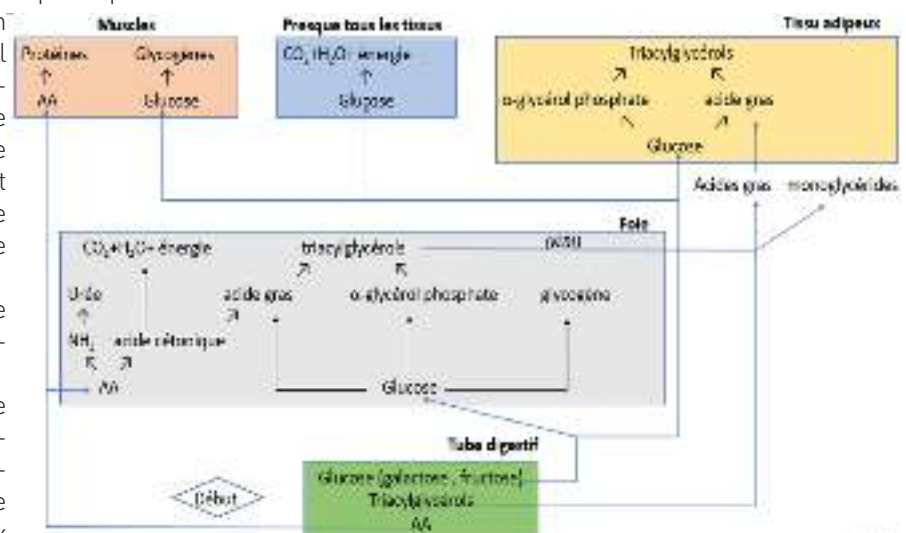 Muscles
Presque tous les tissus
Tissu adipeux
Protéines Glycogènes
AA Glucose
CO₂+H₂O+ énergie
Glucose
Triacylglycérols
α-glycérol phosphate acide gras
Glucose
Acides gras monoglycérides
Foie
CO₂+H₂O+ énergie triacylglycérols
Urée acide gras α-glycérol phosphate glycogène
NH₃ acide cétonique
AA Glucose
Tube digestif
Début
Glucose (galactose, fructose)
Triacylglycérols
AA